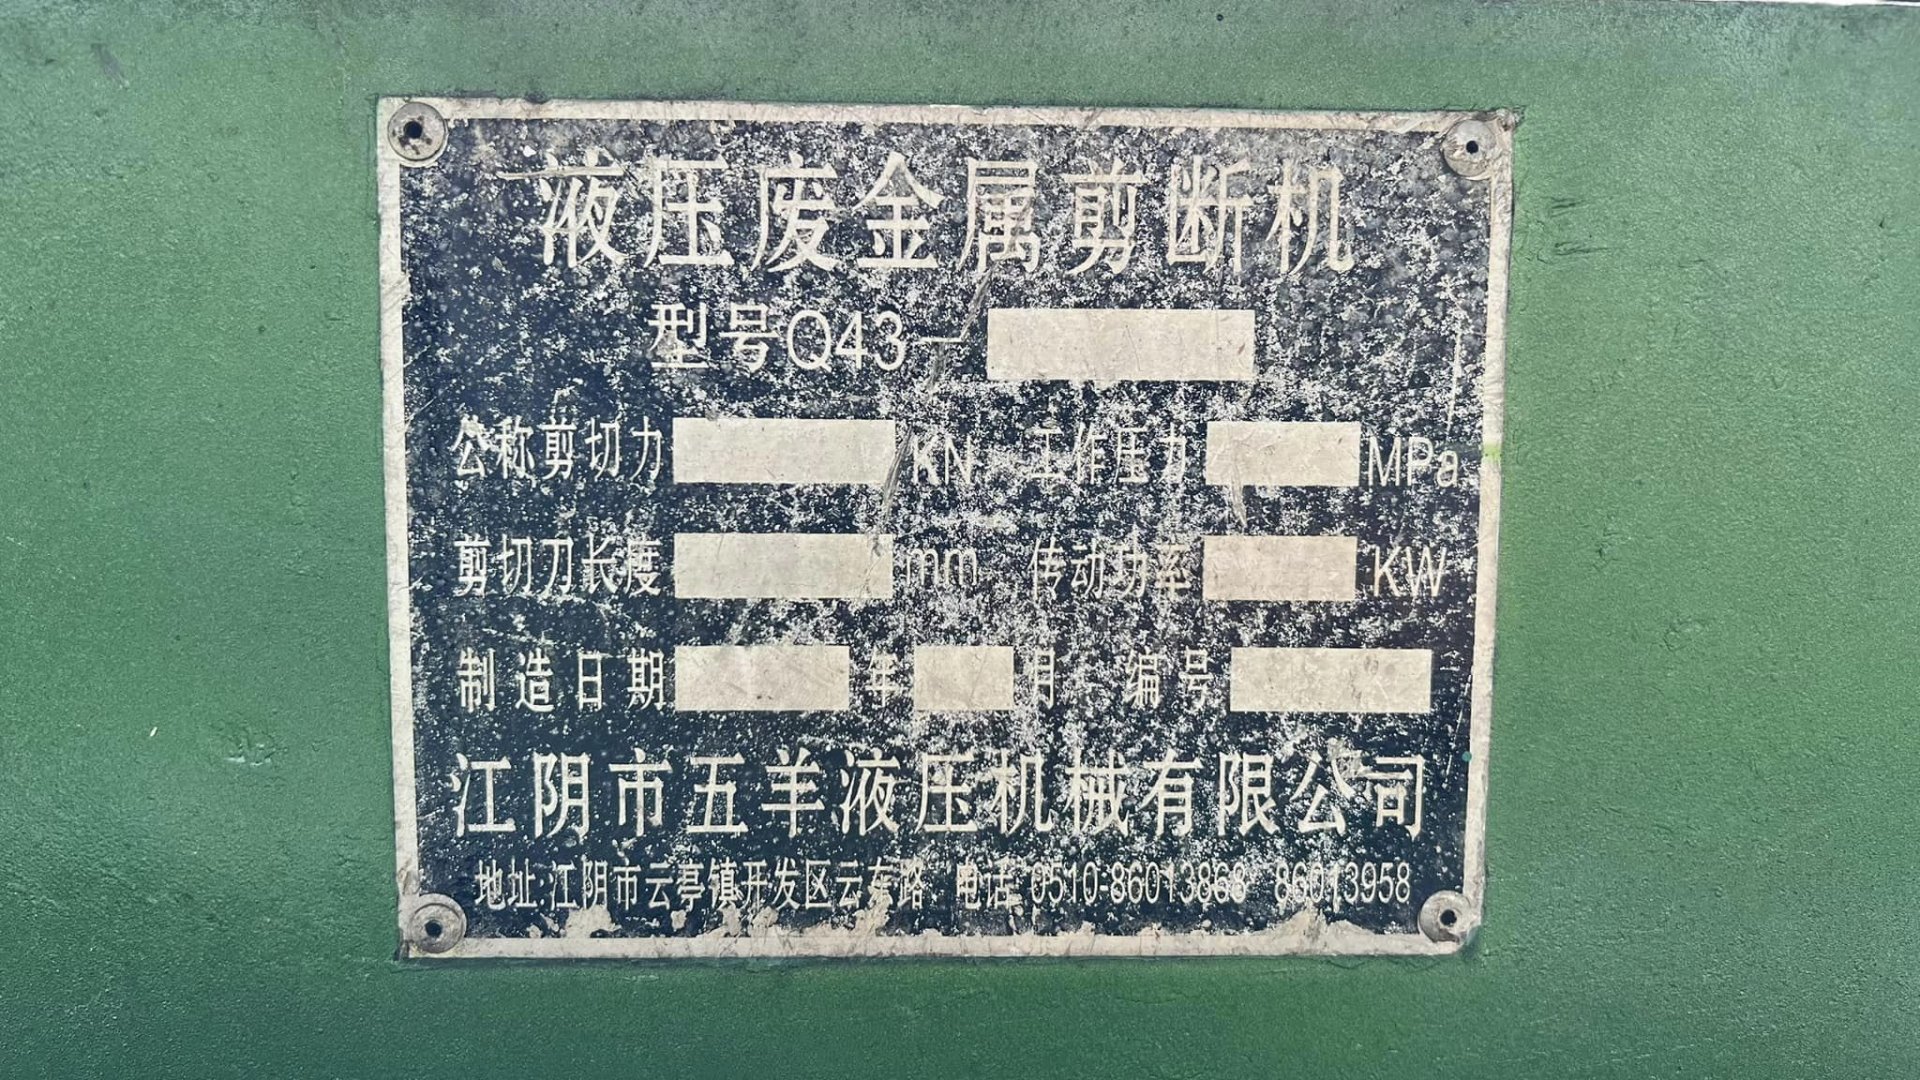 液压废金属剪断机
型号Q43-
公称剪切力 KN 工作压力 MPa
剪切刀长度 mm 传动功率 KW
制造日期 年 月 编号
江阴市五羊液压机械有限公司
地址:江阴市云亭镇开发区云东路 电话:0510-86013868 86013958